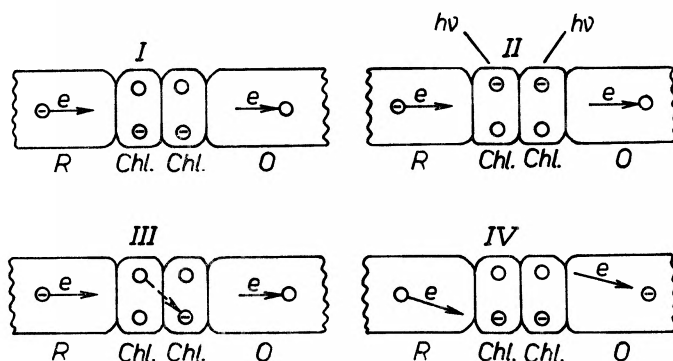 hν hν
I II
e e e e
R Chl. Chl. O R Chl. Chl. O
III IV
e e e e
R Chl. Chl. O R Chl. Chl. O